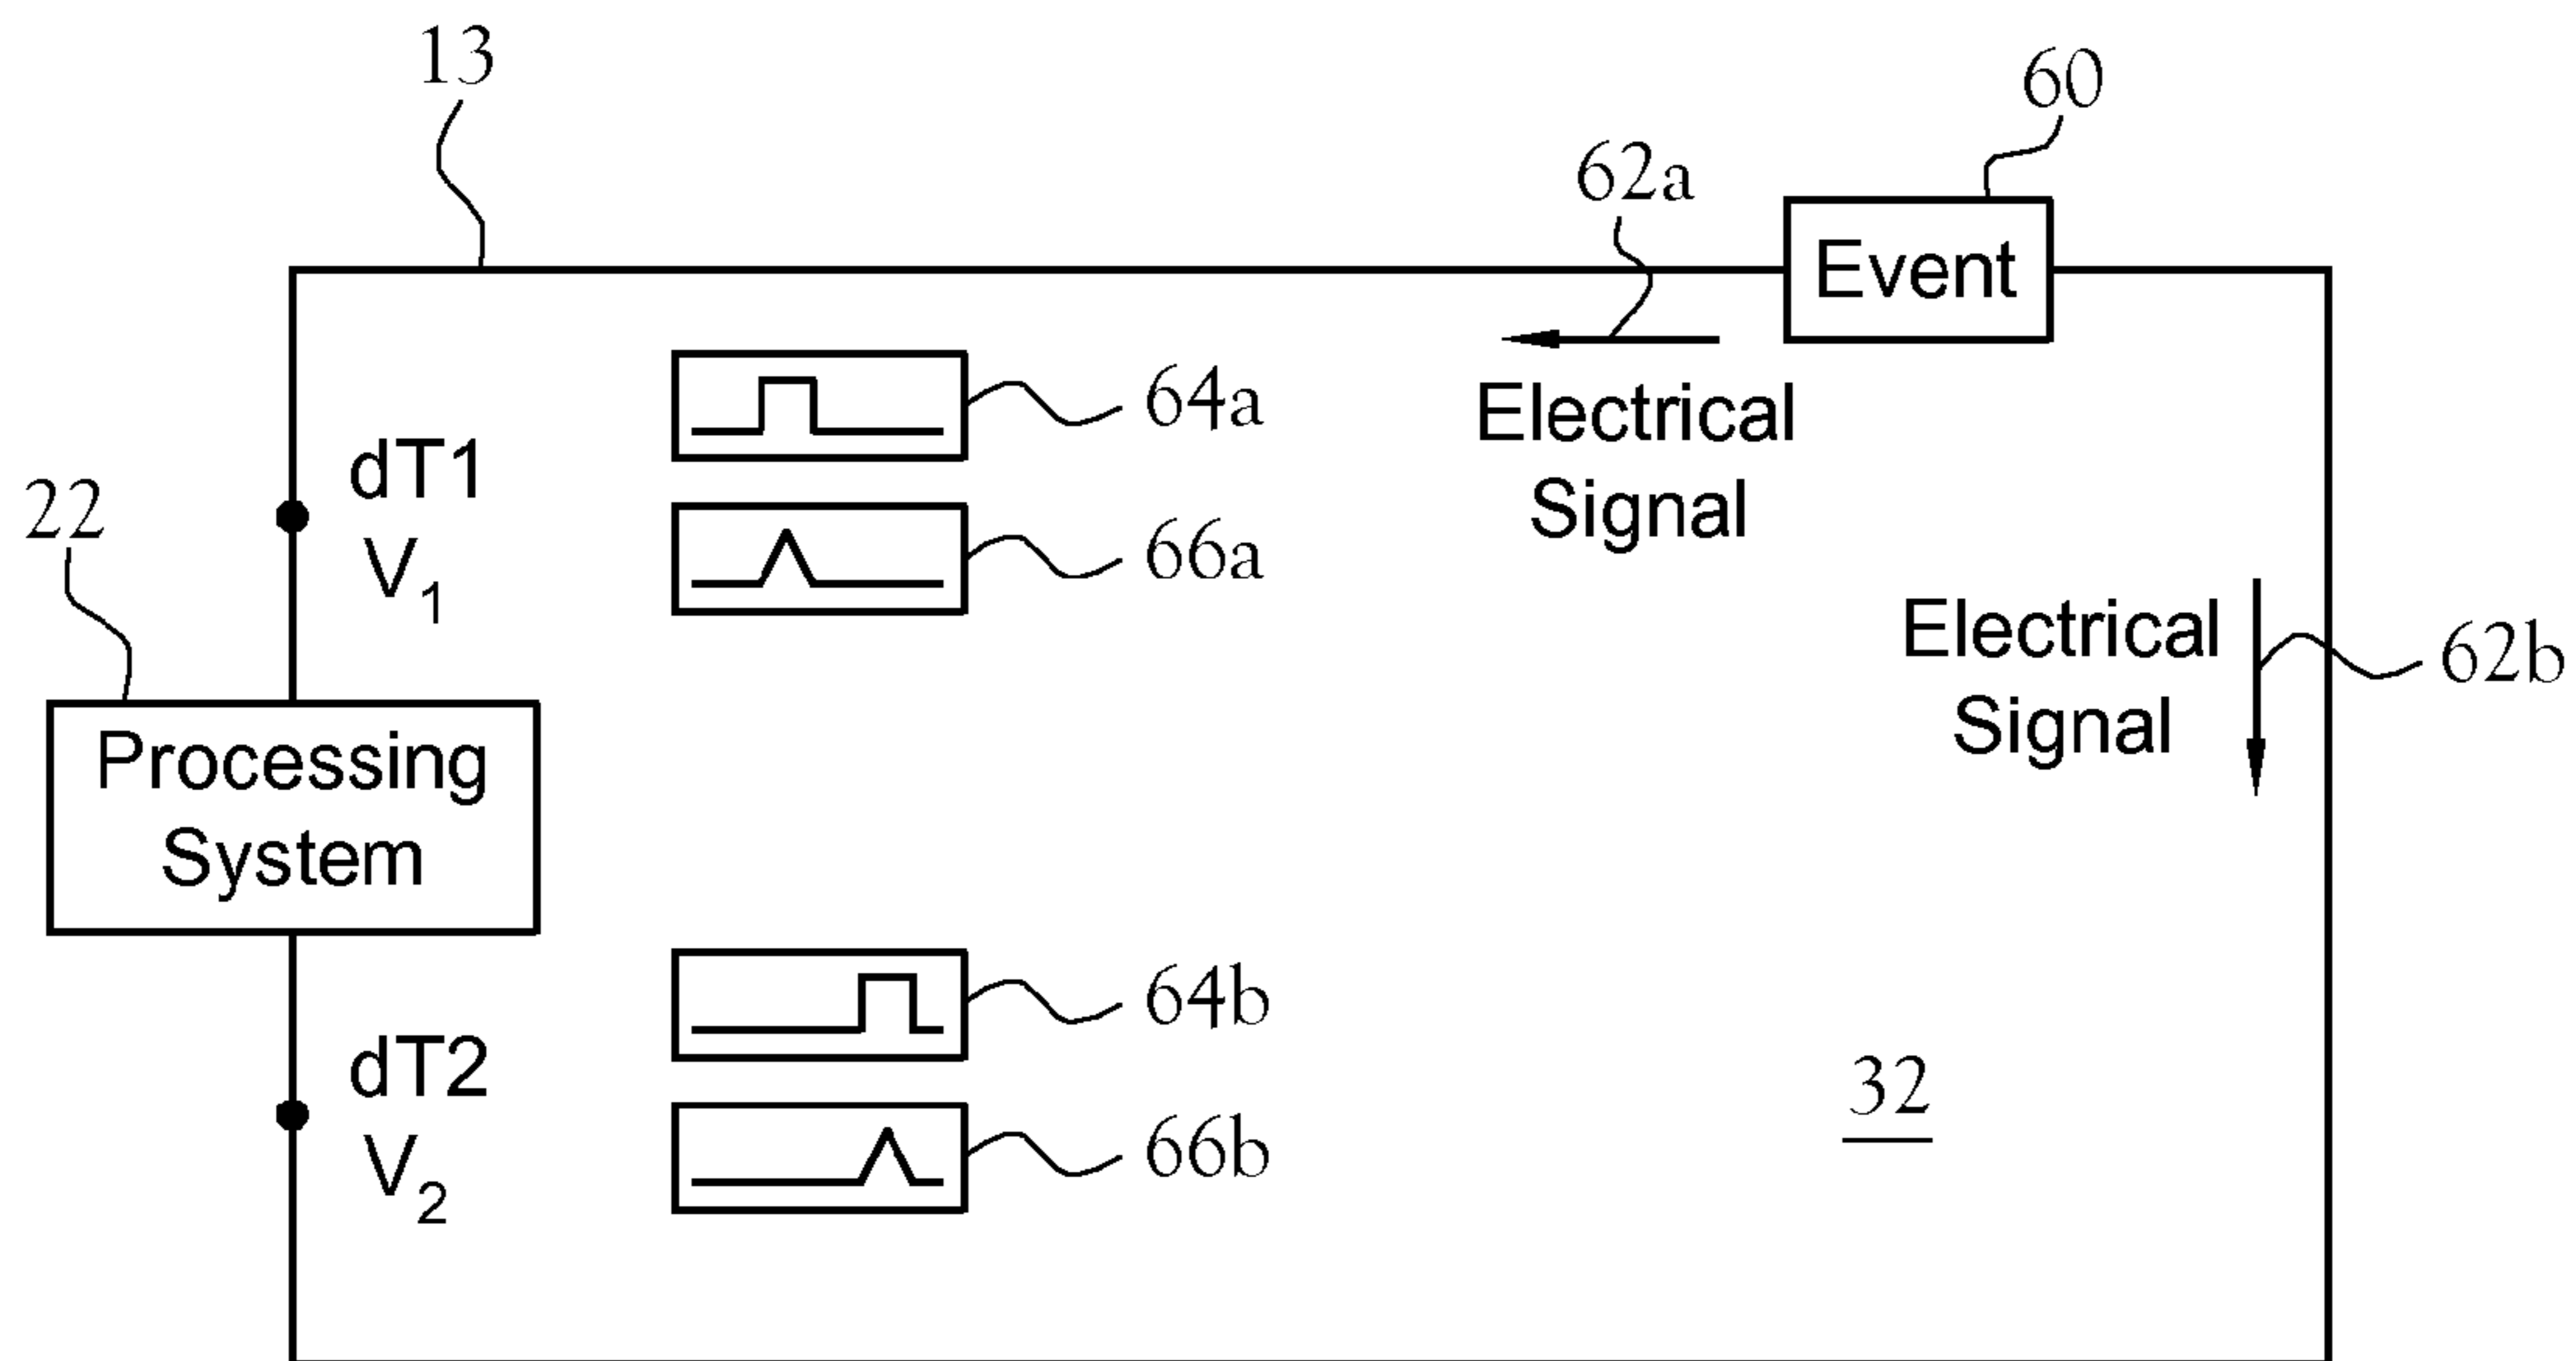 13
60
62a
Event
64a
Electrical
Signal
dT1
V1
22
66a
Electrical
Signal
62b
Processing
System
64b
dT2
V2
32
66b